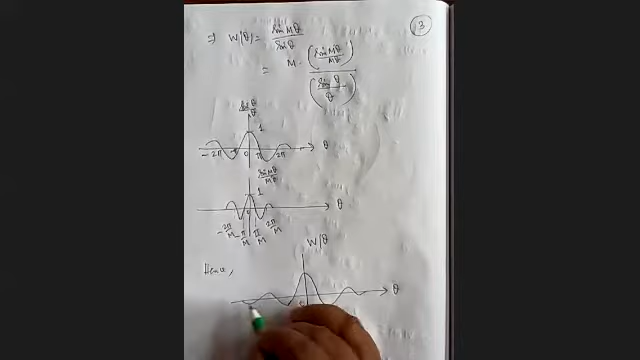 3
⇒ W(θ) = sin Mθ / sin θ
= M · (sin Mθ / Mθ) / (sin θ / θ)
sin θ / θ
1
-2π -π 0 π 2π θ
sin Mθ / Mθ
1
θ
-2π/M -π/M π/M 2π/M
W(θ)
Hence,
θ